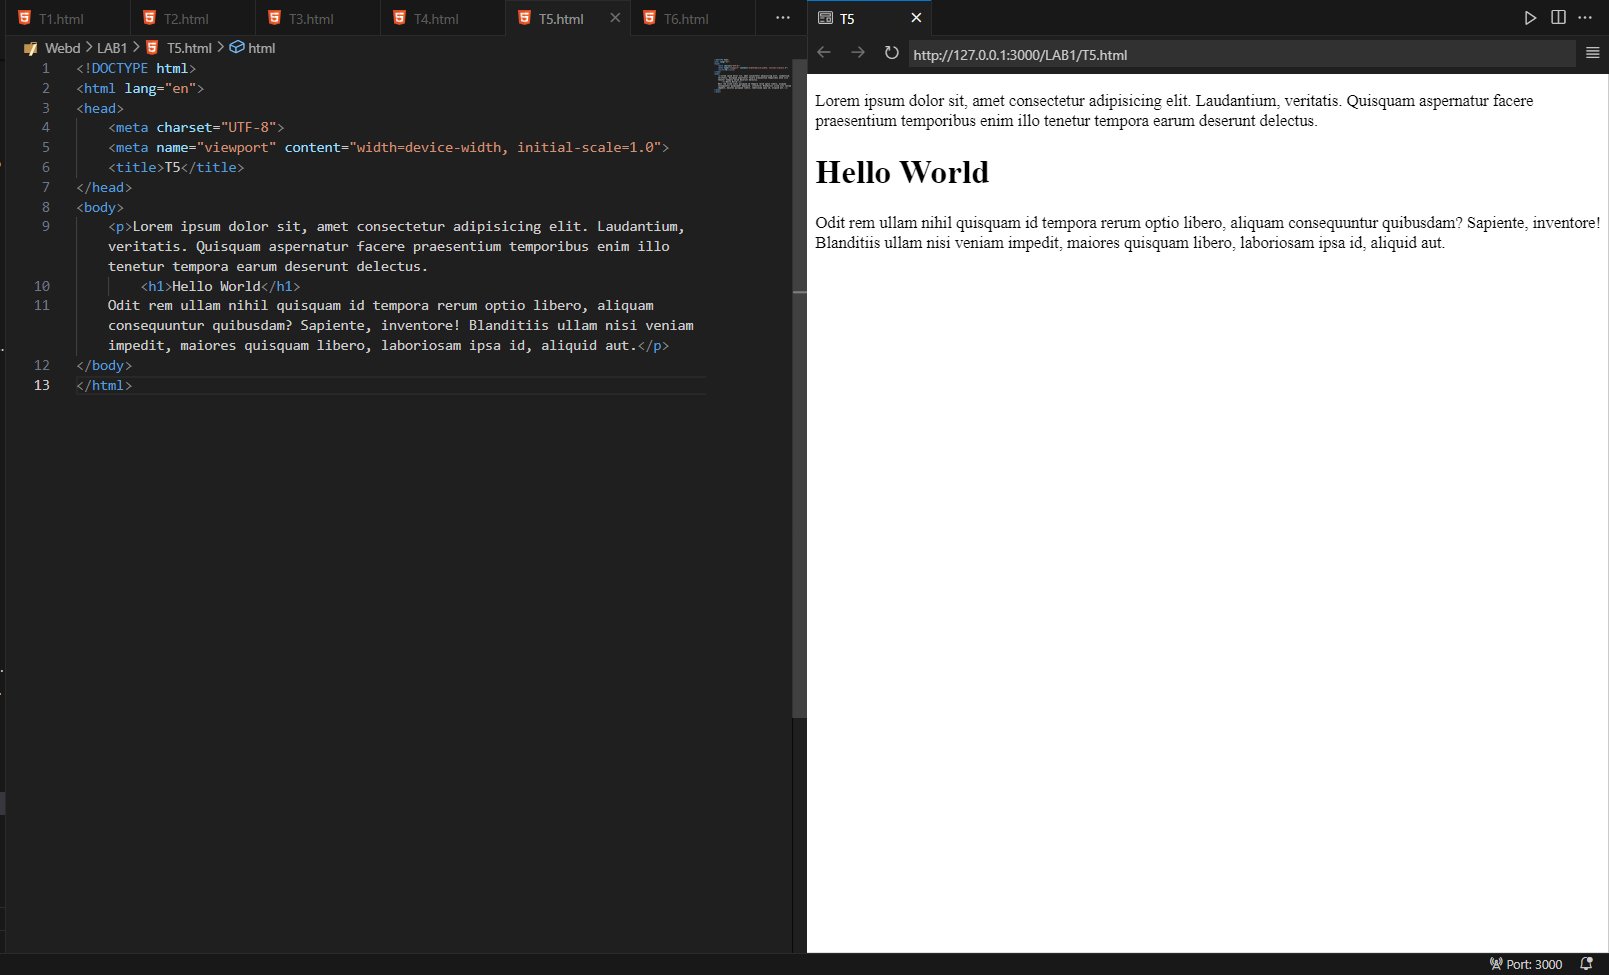 T1.html T2.html T3.html T4.html T5.html T6.html
Webd > LAB1 > T5.html > html
1 <!DOCTYPE html>
2 <html lang="en">
3 <head>
4 <meta charset="UTF-8">
5 <meta name="viewport" content="width=device-width, initial-scale=1.0">
6 <title>T5</title>
7 </head>
8 <body>
9 <p>Lorem ipsum dolor sit, amet consectetur adipisicing elit. Laudantium,
veritatis. Quisquam aspernatur facere praesentium temporibus enim illo
tenetur tempora earum deserunt delectus.
10 <h1>Hello World</h1>
11 Odit rem ullam nihil quisquam id tempora rerum optio libero, aliquam
consequuntur quibusdam? Sapiente, inventore! Blanditiis ullam nisi veniam
impedit, maiores quisquam libero, laboriosam ipsa id, aliquid aut.</p>
12 </body>
13 </html>
T5
http://127.0.0.1:3000/LAB1/T5.html
Lorem ipsum dolor sit, amet consectetur adipisicing elit. Laudantium, veritatis. Quisquam aspernatur facere
praesentium temporibus enim illo tenetur tempora earum deserunt delectus.
Hello World
Odit rem ullam nihil quisquam id tempora rerum optio libero, aliquam consequuntur quibusdam? Sapiente, inventore!
Blanditiis ullam nisi veniam impedit, maiores quisquam libero, laboriosam ipsa id, aliquid aut.
Port: 3000